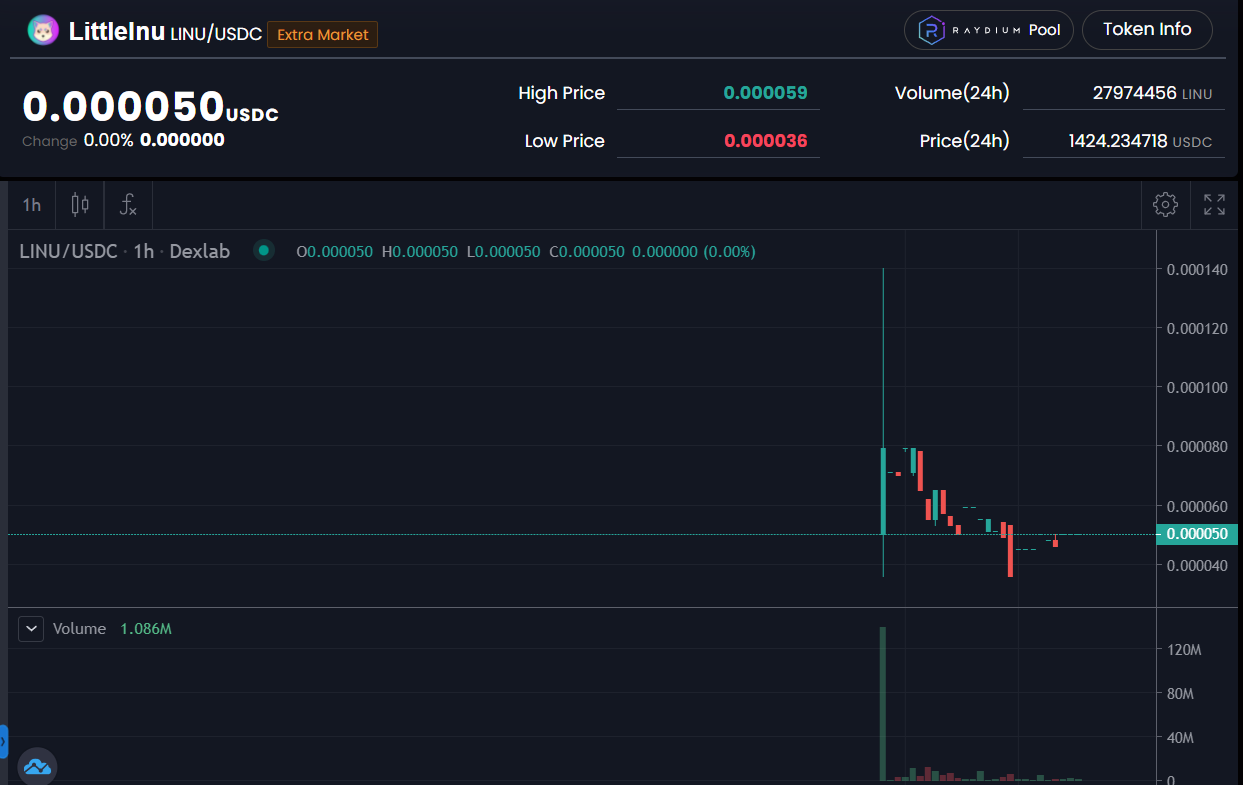 LittleInu LINU/USDC Extra Market RAYDIUM Pool Token Info
0.000050 USDC
Change 0.00% 0.000000
High Price 0.000059 Volume(24h) 27974456 LINU
Low Price 0.000036 Price(24h) 1424.234718 USDC
1h fx
LINU/USDC · 1h · Dexlab O0.000050 H0.000050 L0.000050 C0.000050 0.000000 (0.00%)
0.000140
0.000120
0.000100
0.000080
0.000060
0.000050
0.000040
Volume 1.086M
120M
80M
40M
0